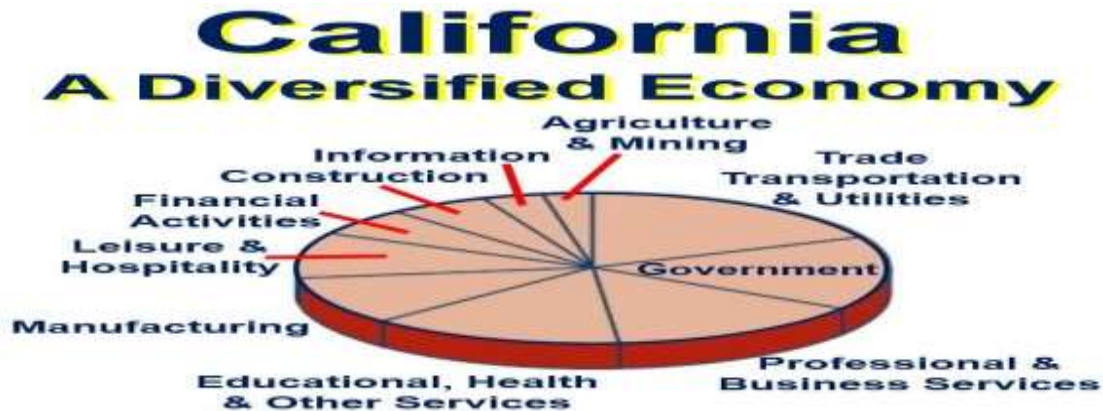 California
A Diversified Economy
Agriculture
& Mining
Information
Construction
Financial
Activities
Leisure &
Hospitality
Trade
Transportation
& Utilities
Government
Manufacturing
Educational, Health
& Other Services
Professional &
Business Services